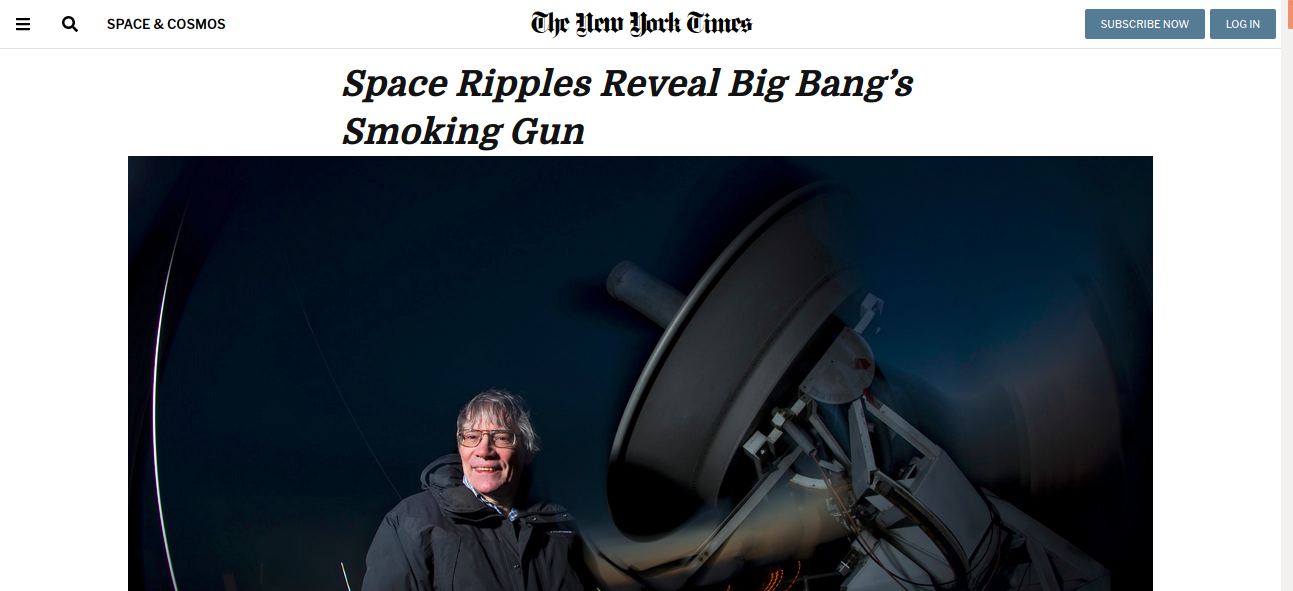 SPACE & COSMOS
The New York Times
SUBSCRIBE NOW
LOG IN
Space Ripples Reveal Big Bang’s
Smoking Gun